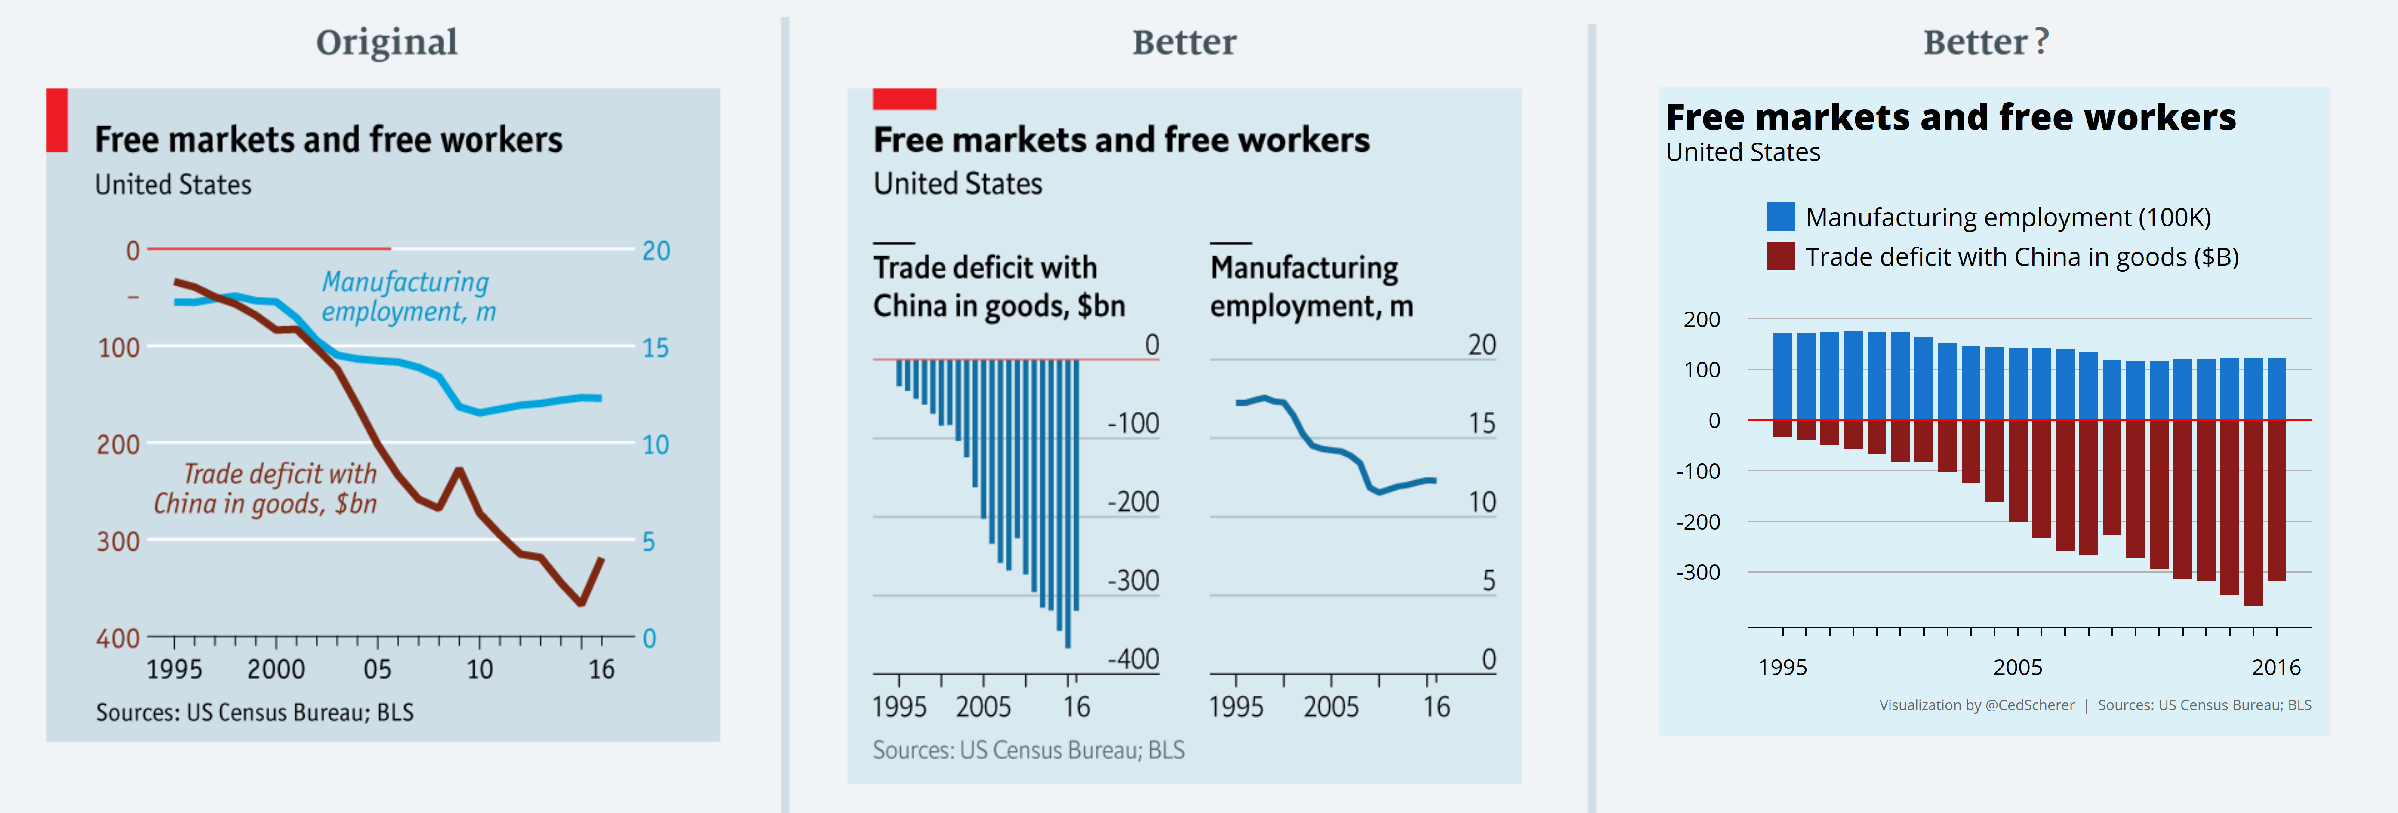 Original
Free markets and free workers
United States
0
–
100
200
300
400
20
15
10
5
0
Manufacturing
employment, m
Trade deficit with
China in goods, $bn
1995 2000 05 10 16
Sources: US Census Bureau; BLS
Better
Free markets and free workers
United States
Trade deficit with
China in goods, $bn
0
-100
-200
-300
-400
1995 2005 16
Manufacturing
employment, m
20
15
10
5
0
1995 2005 16
Sources: US Census Bureau; BLS
Better?
Free markets and free workers
United States
Manufacturing employment (100K)
Trade deficit with China in goods ($B)
200
100
0
-100
-200
-300
1995 2005 2016
Visualization by @CedScherer | Sources: US Census Bureau; BLS